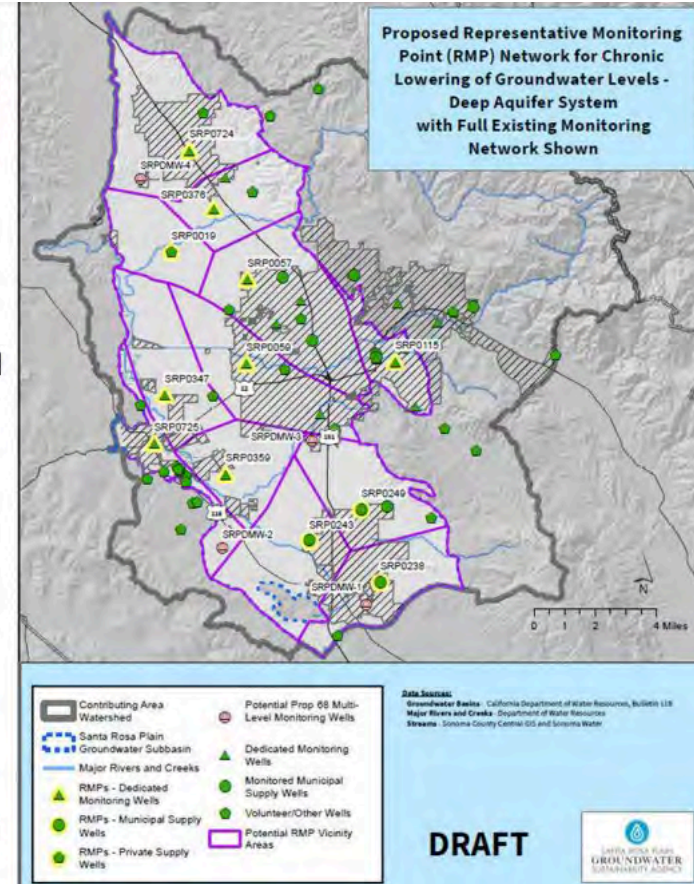 Proposed Representative Monitoring
Point (RMP) Network for Chronic
Lowering of Groundwater Levels -
Deep Aquifer System
with Full Existing Monitoring
Network Shown
SRP0724
SRPDMW-4
SRP0376
SRP0019
SRP0057
SRP0059
SRP0115
12
SRP0347
SRP0725
SRPDMW-3
101
SRP0359
SRP0249
116
SRP0243
SRPDMW-2
SRPDMW-1
SRP0238
N
0 1 2 4 Miles
Contributing Area
Watershed
Santa Rosa Plain
Groundwater Subbasin
Major Rivers and Creeks
RMPs - Dedicated
Monitoring Wells
RMPs - Municipal Supply
Wells
RMPs - Private Supply
Wells
Potential Prop 68 Multi-
Level Monitoring Wells
Dedicated Monitoring
Wells
Monitored Municipal
Supply Wells
Volunteer/Other Wells
Potential RMP Vicinity
Areas
Data Sources:
Groundwater Basins - California Department of Water Resources, Bulletin 118
Major Rivers and Creeks - Department of Water Resources
Streams - Sonoma County Central GIS and Sonoma Water
DRAFT
SANTA ROSA PLAIN
GROUNDWATER
SUSTAINABILITY AGENCY